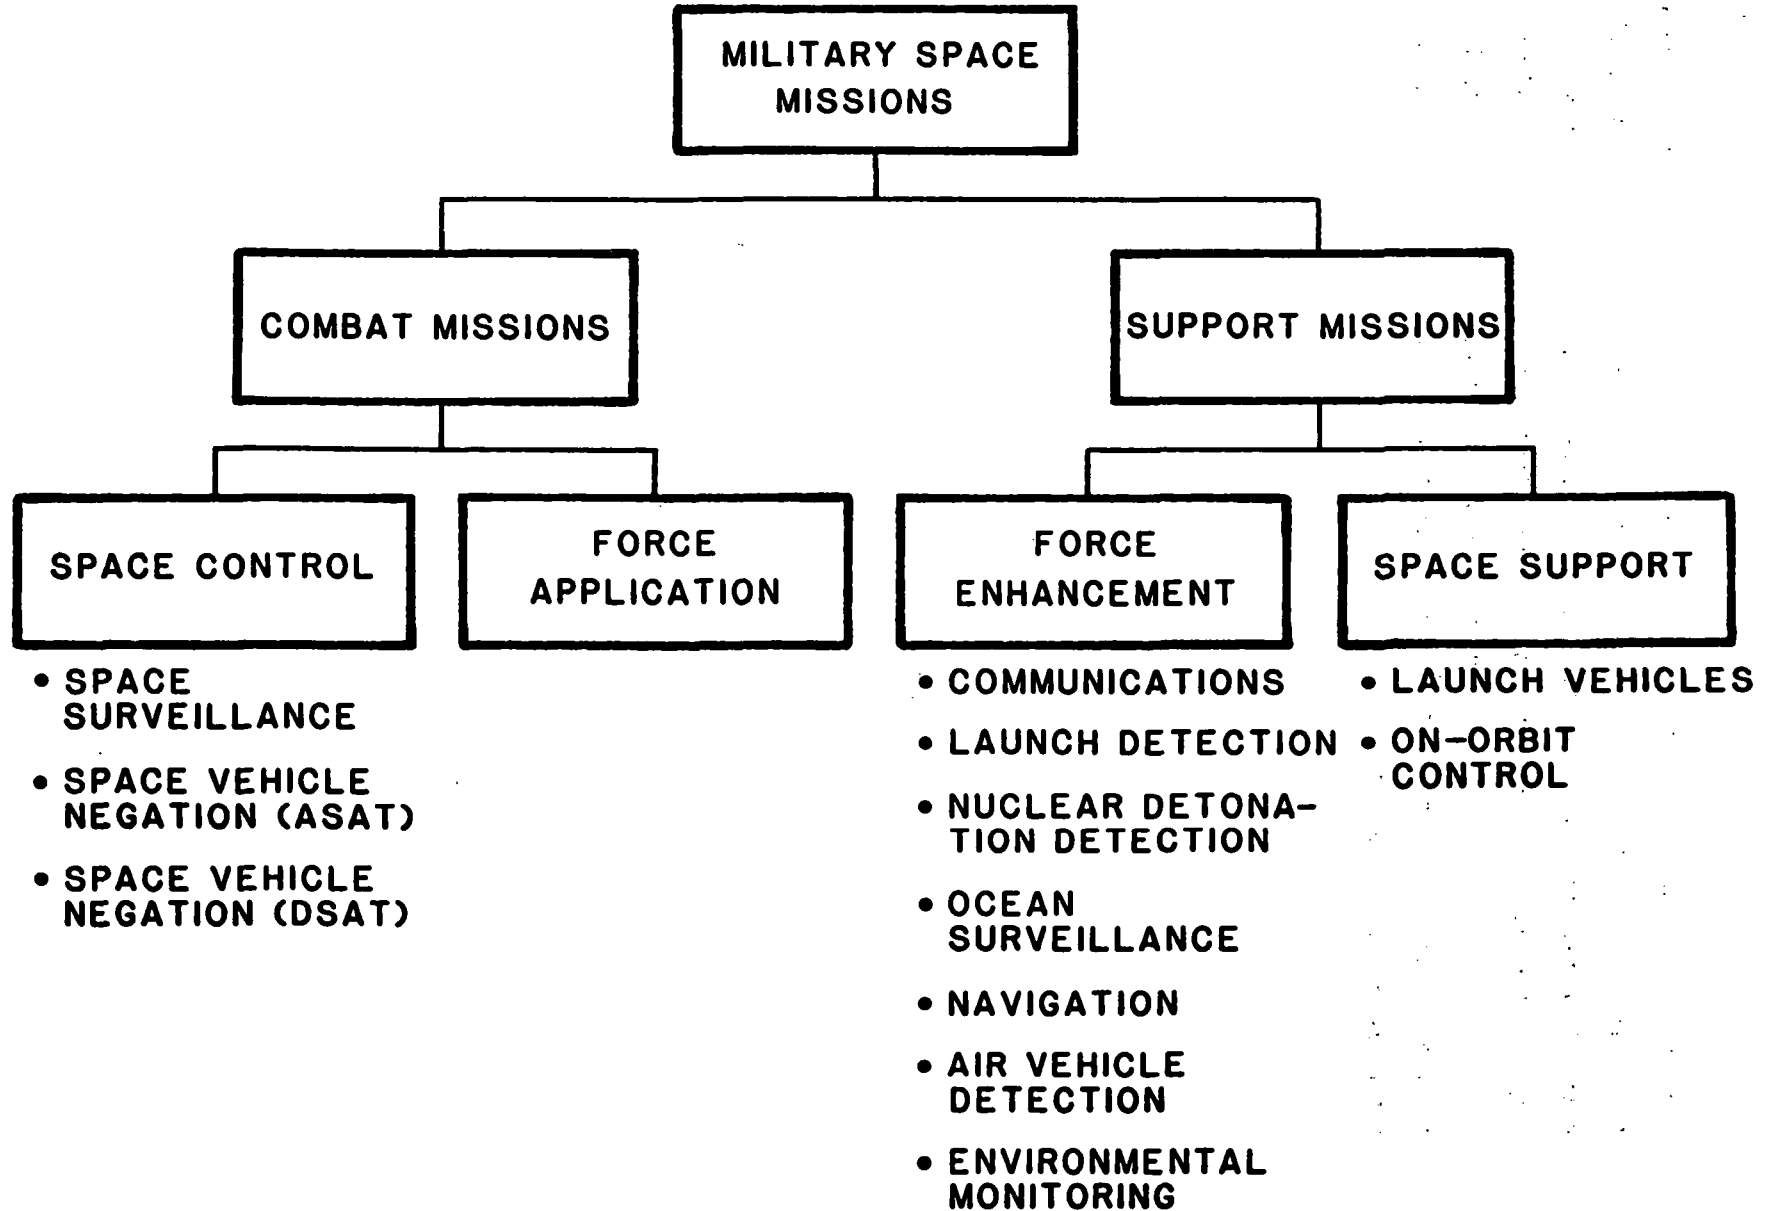 MILITARY SPACE
MISSIONS
COMBAT MISSIONS
SUPPORT MISSIONS
SPACE CONTROL
FORCE
APPLICATION
FORCE
ENHANCEMENT
SPACE SUPPORT
• SPACE
SURVEILLANCE
• SPACE VEHICLE
NEGATION (ASAT)
• SPACE VEHICLE
NEGATION (DSAT)
• COMMUNICATIONS
• LAUNCH DETECTION
• NUCLEAR DETONA-
TION DETECTION
• OCEAN
SURVEILLANCE
• NAVIGATION
• AIR VEHICLE
DETECTION
• ENVIRONMENTAL
MONITORING
• LAUNCH VEHICLES
• ON-ORBIT
CONTROL